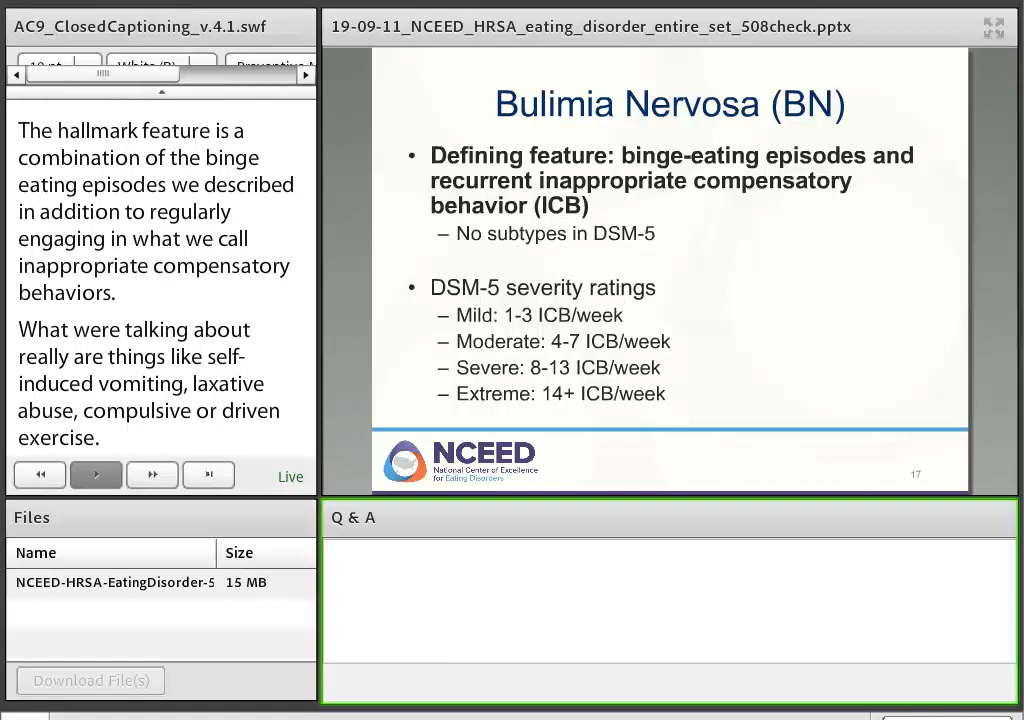 AC9_ClosedCaptioning_v.4.1.swf
The hallmark feature is a
combination of the binge
eating episodes we described
in addition to regularly
engaging in what we call
inappropriate compensatory
behaviors.
What were talking about
really are things like self-
induced vomiting, laxative
abuse, compulsive or driven
exercise.
Live
Files
Name Size
NCEED-HRSA-EatingDisorder-5 15 MB
Download File(s)
19-09-11_NCEED_HRSA_eating_disorder_entire_set_508check.pptx
Bulimia Nervosa (BN)
• Defining feature: binge-eating episodes and
recurrent inappropriate compensatory
behavior (ICB)
– No subtypes in DSM-5
• DSM-5 severity ratings
– Mild: 1-3 ICB/week
– Moderate: 4-7 ICB/week
– Severe: 8-13 ICB/week
– Extreme: 14+ ICB/week
NCEED
National Center of Excellence
for Eating Disorders
17
Q & A